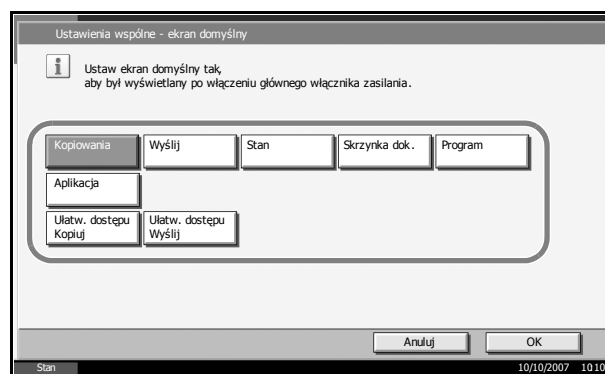 Ustawienia wspólne - ekran domyślny
Ustaw ekran domyślny tak,
aby był wyświetlany po włączeniu głównego włącznika zasilania.
Kopiowania
Wyślij
Stan
Skrzynka dok.
Program
Aplikacja
Ułatw. dostępu
Kopiuj
Ułatw. dostępu
Wyślij
Anuluj
OK
Stan
10/10/2007 10:10